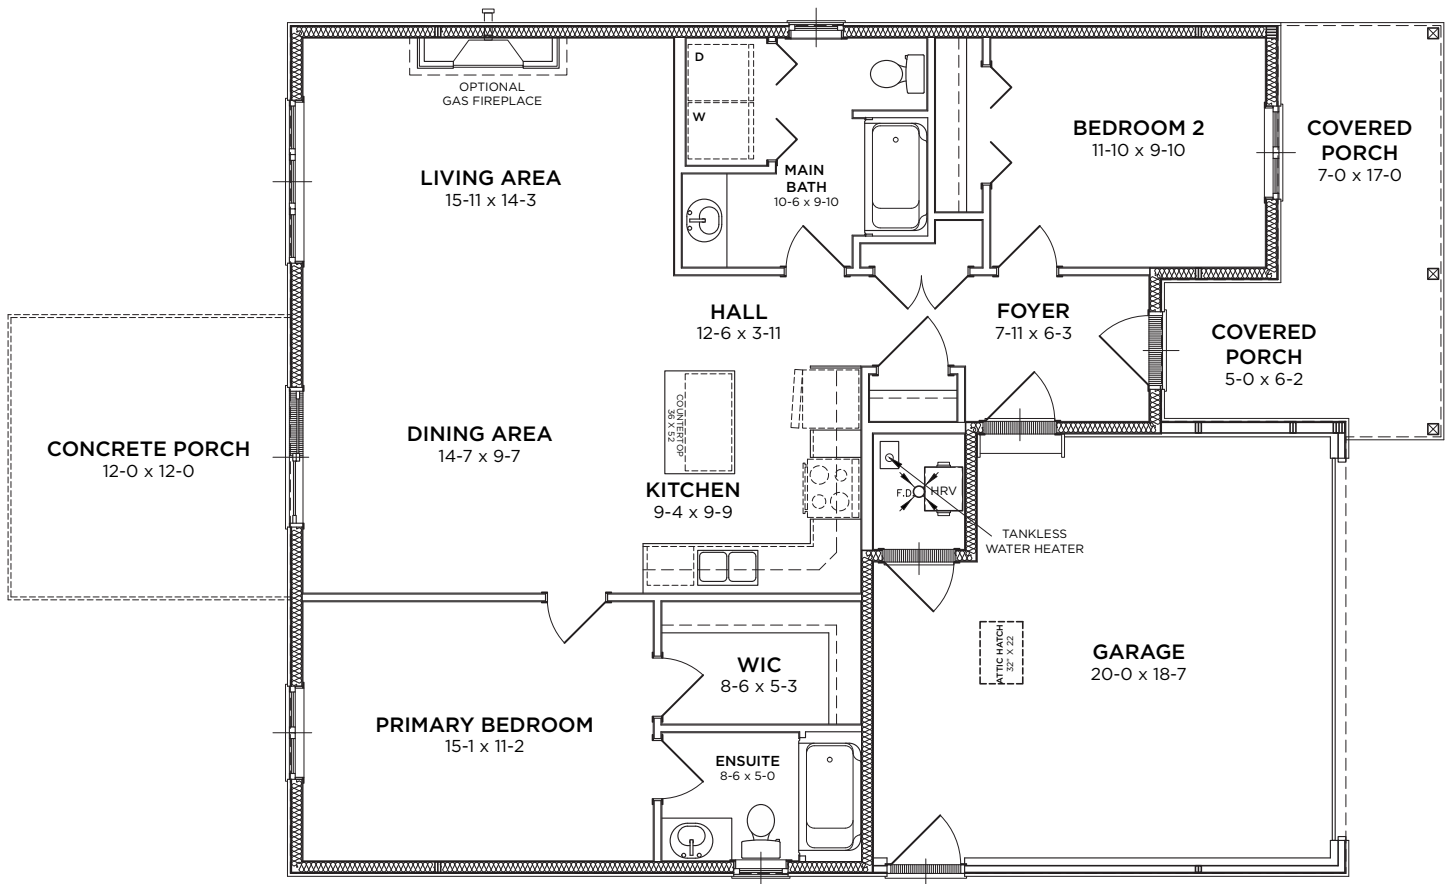 D
W
OPTIONAL
GAS FIREPLACE
LIVING AREA
15-11 x 14-3
MAIN
BATH
10-6 x 9-10
BEDROOM 2
11-10 x 9-10
COVERED
PORCH
7-0 x 17-0
HALL
12-6 x 3-11
FOYER
7-11 x 6-3
COVERED
PORCH
5-0 x 6-2
CONCRETE PORCH
12-0 x 12-0
DINING AREA
14-7 x 9-7
COUNTERTOP
36 X 52
KITCHEN
9-4 x 9-9
F.D.
HRV
TANKLESS
WATER HEATER
ATTIC HATCH
32" X 22
GARAGE
20-0 x 18-7
WIC
8-6 x 5-3
PRIMARY BEDROOM
15-1 x 11-2
ENSUITE
8-6 x 5-0